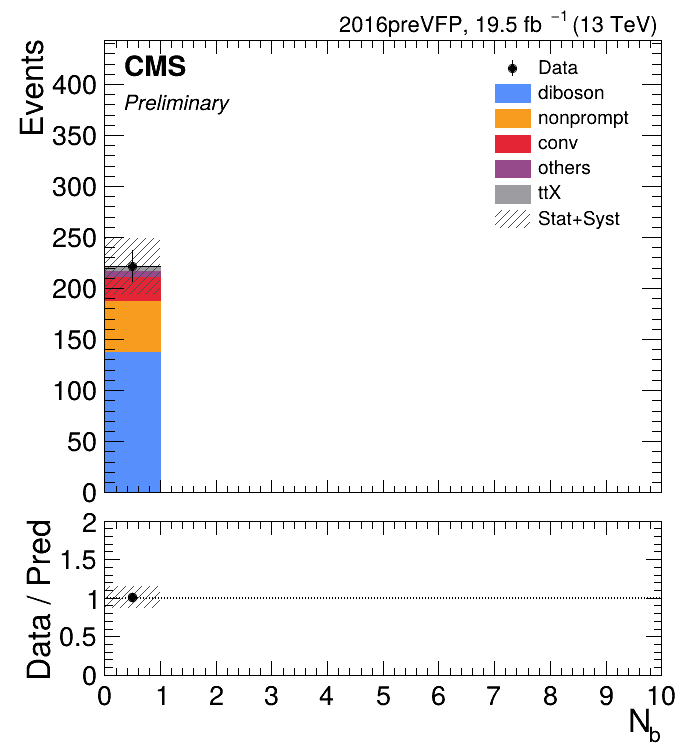 2016preVFP, 19.5 fb⁻¹ (13 TeV)
CMS
Preliminary
Events
400
350
300
250
200
150
100
50
0
Data
diboson
nonprompt
conv
others
ttX
Stat+Syst
Data / Pred
2
1.5
1
0.5
0
0 1 2 3 4 5 6 7 8 9 10
N_b